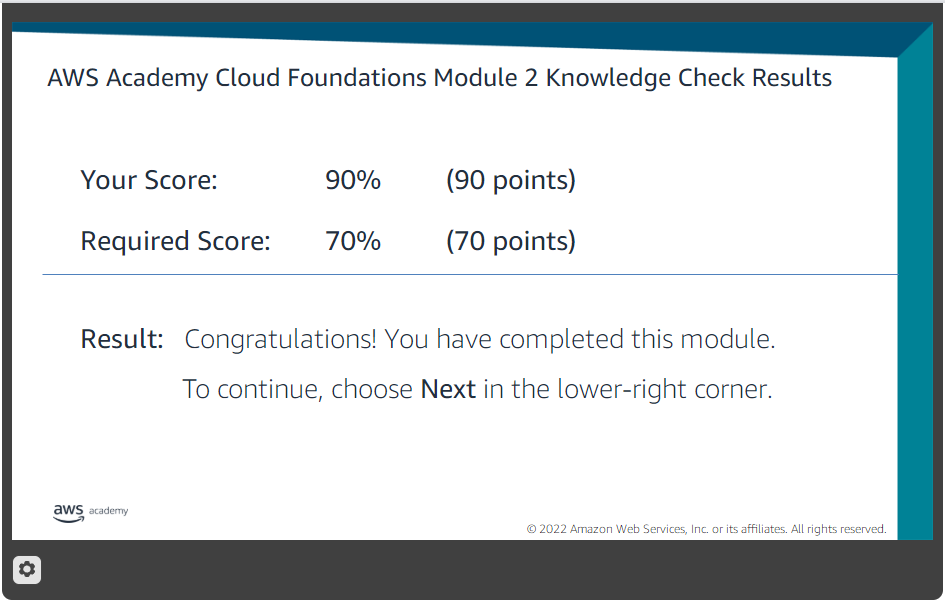 AWS Academy Cloud Foundations Module 2 Knowledge Check Results
Your Score: 90% (90 points)
Required Score: 70% (70 points)
Result: Congratulations! You have completed this module.
To continue, choose Next in the lower-right corner.
aws academy
© 2022 Amazon Web Services, Inc. or its affiliates. All rights reserved.